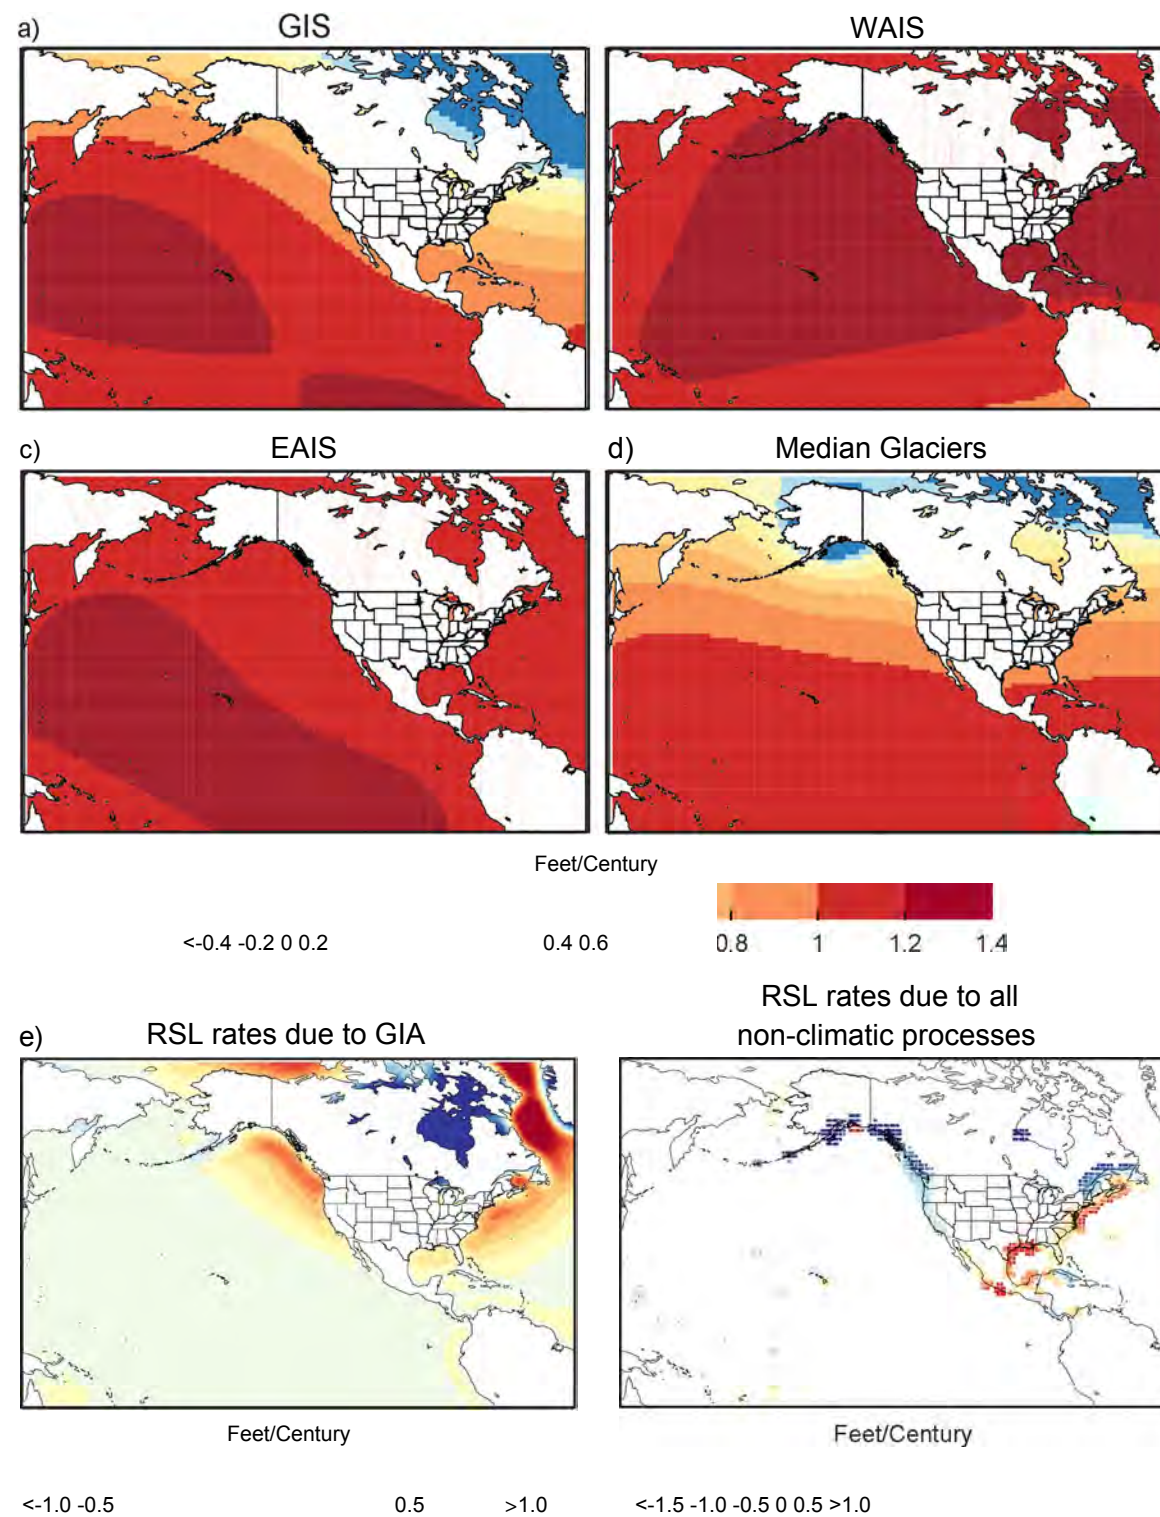 a) GIS WAIS
c) EAIS d) Median Glaciers
Feet/Century
<-0.4 -0.2 0 0.2 0.4 0.6 0.8 1 1.2 1.4
RSL rates due to all
e) RSL rates due to GIA non-climatic processes
Feet/Century Feet/Century
<-1.0 -0.5 0.5 >1.0 <-1.5 -1.0 -0.5 0 0.5 >1.0